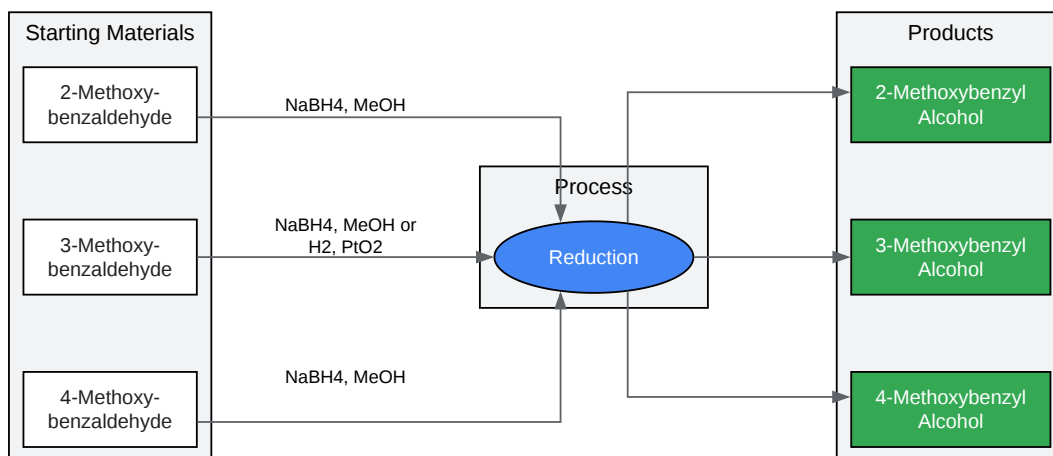 Starting Materials
Products
2-Methoxy-
benzaldehyde
NaBH4, MeOH
2-Methoxybenzyl
Alcohol
Process
3-Methoxy-
benzaldehyde
NaBH4, MeOH or
H2, PtO2
Reduction
3-Methoxybenzyl
Alcohol
4-Methoxy-
benzaldehyde
NaBH4, MeOH
4-Methoxybenzyl
Alcohol